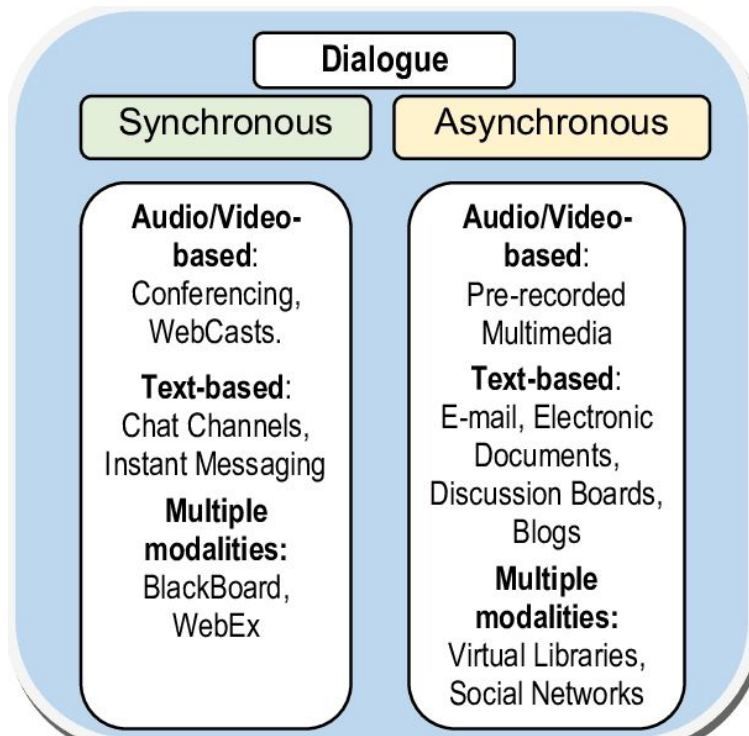 Dialogue
Synchronous
Asynchronous
Audio/Video-
based:
Conferencing,
WebCasts.
Text-based:
Chat Channels,
Instant Messaging
Multiple
modalities:
BlackBoard,
WebEx
Audio/Video-
based:
Pre-recorded
Multimedia
Text-based:
E-mail, Electronic
Documents,
Discussion Boards,
Blogs
Multiple
modalities:
Virtual Libraries,
Social Networks